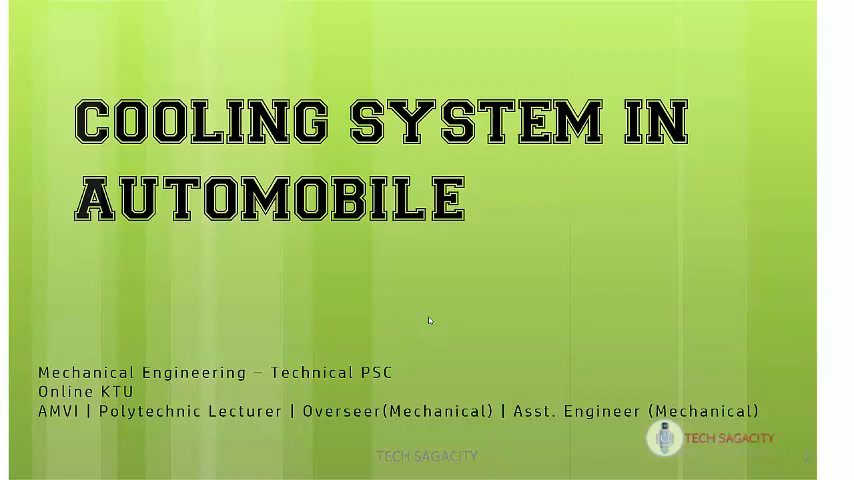 COOLING SYSTEM IN
AUTOMOBILE
Mechanical Engineering – Technical PSC
Online KTU
AMVI | Polytechnic Lecturer | Overseer(Mechanical) | Asst. Engineer (Mechanical)
TECH SAGACITY
TECH SAGACITY
1